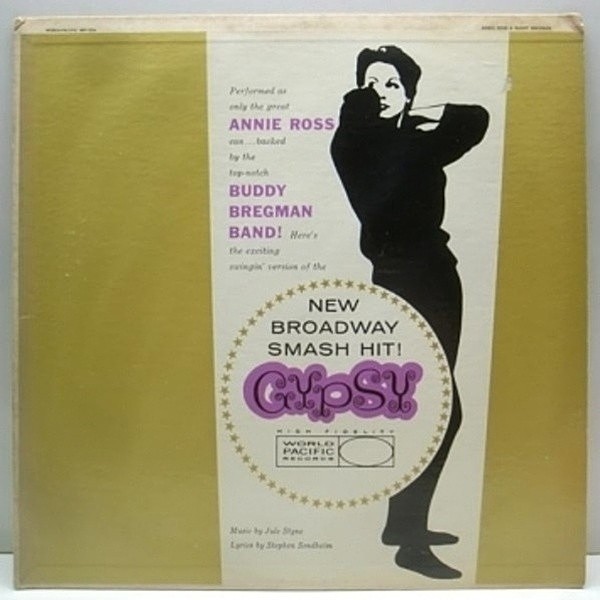 Performed as
only the great
ANNIE ROSS
can...backed
by the
top-notch
BUDDY
BREGMAN
BAND! Here's
the exciting
swingin' version of the
NEW
BROADWAY
SMASH HIT!
GYPSY
HIGH FIDELITY
WORLD
PACIFIC
RECORDS
Music by Jule Styne
Lyrics by Stephen Sondheim